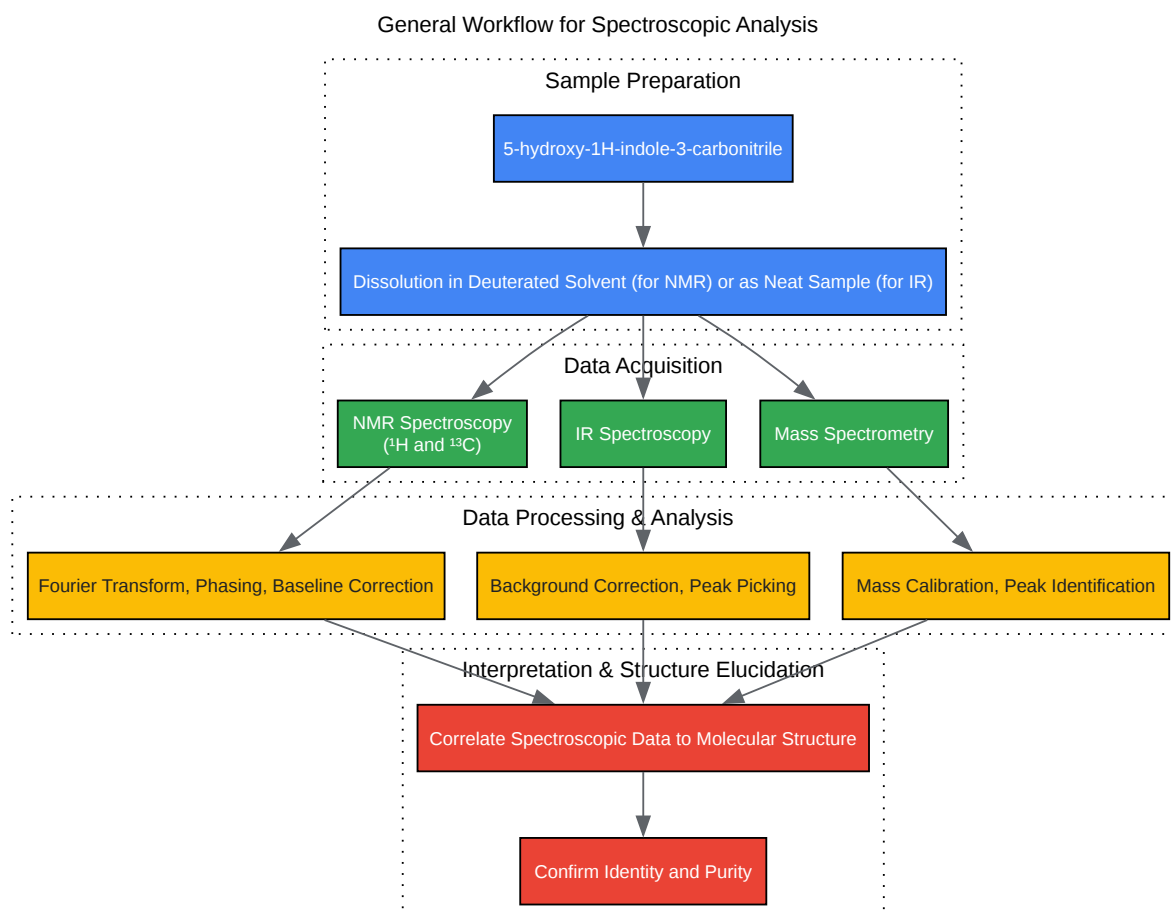 General Workflow for Spectroscopic Analysis
Sample Preparation
5-hydroxy-1H-indole-3-carbonitrile
Dissolution in Deuterated Solvent (for NMR) or as Neat Sample (for IR)
Data Acquisition
NMR Spectroscopy
(¹H and ¹³C)
IR Spectroscopy
Mass Spectrometry
Data Processing & Analysis
Fourier Transform, Phasing, Baseline Correction
Background Correction, Peak Picking
Mass Calibration, Peak Identification
Interpretation & Structure Elucidation
Correlate Spectroscopic Data to Molecular Structure
Confirm Identity and Purity